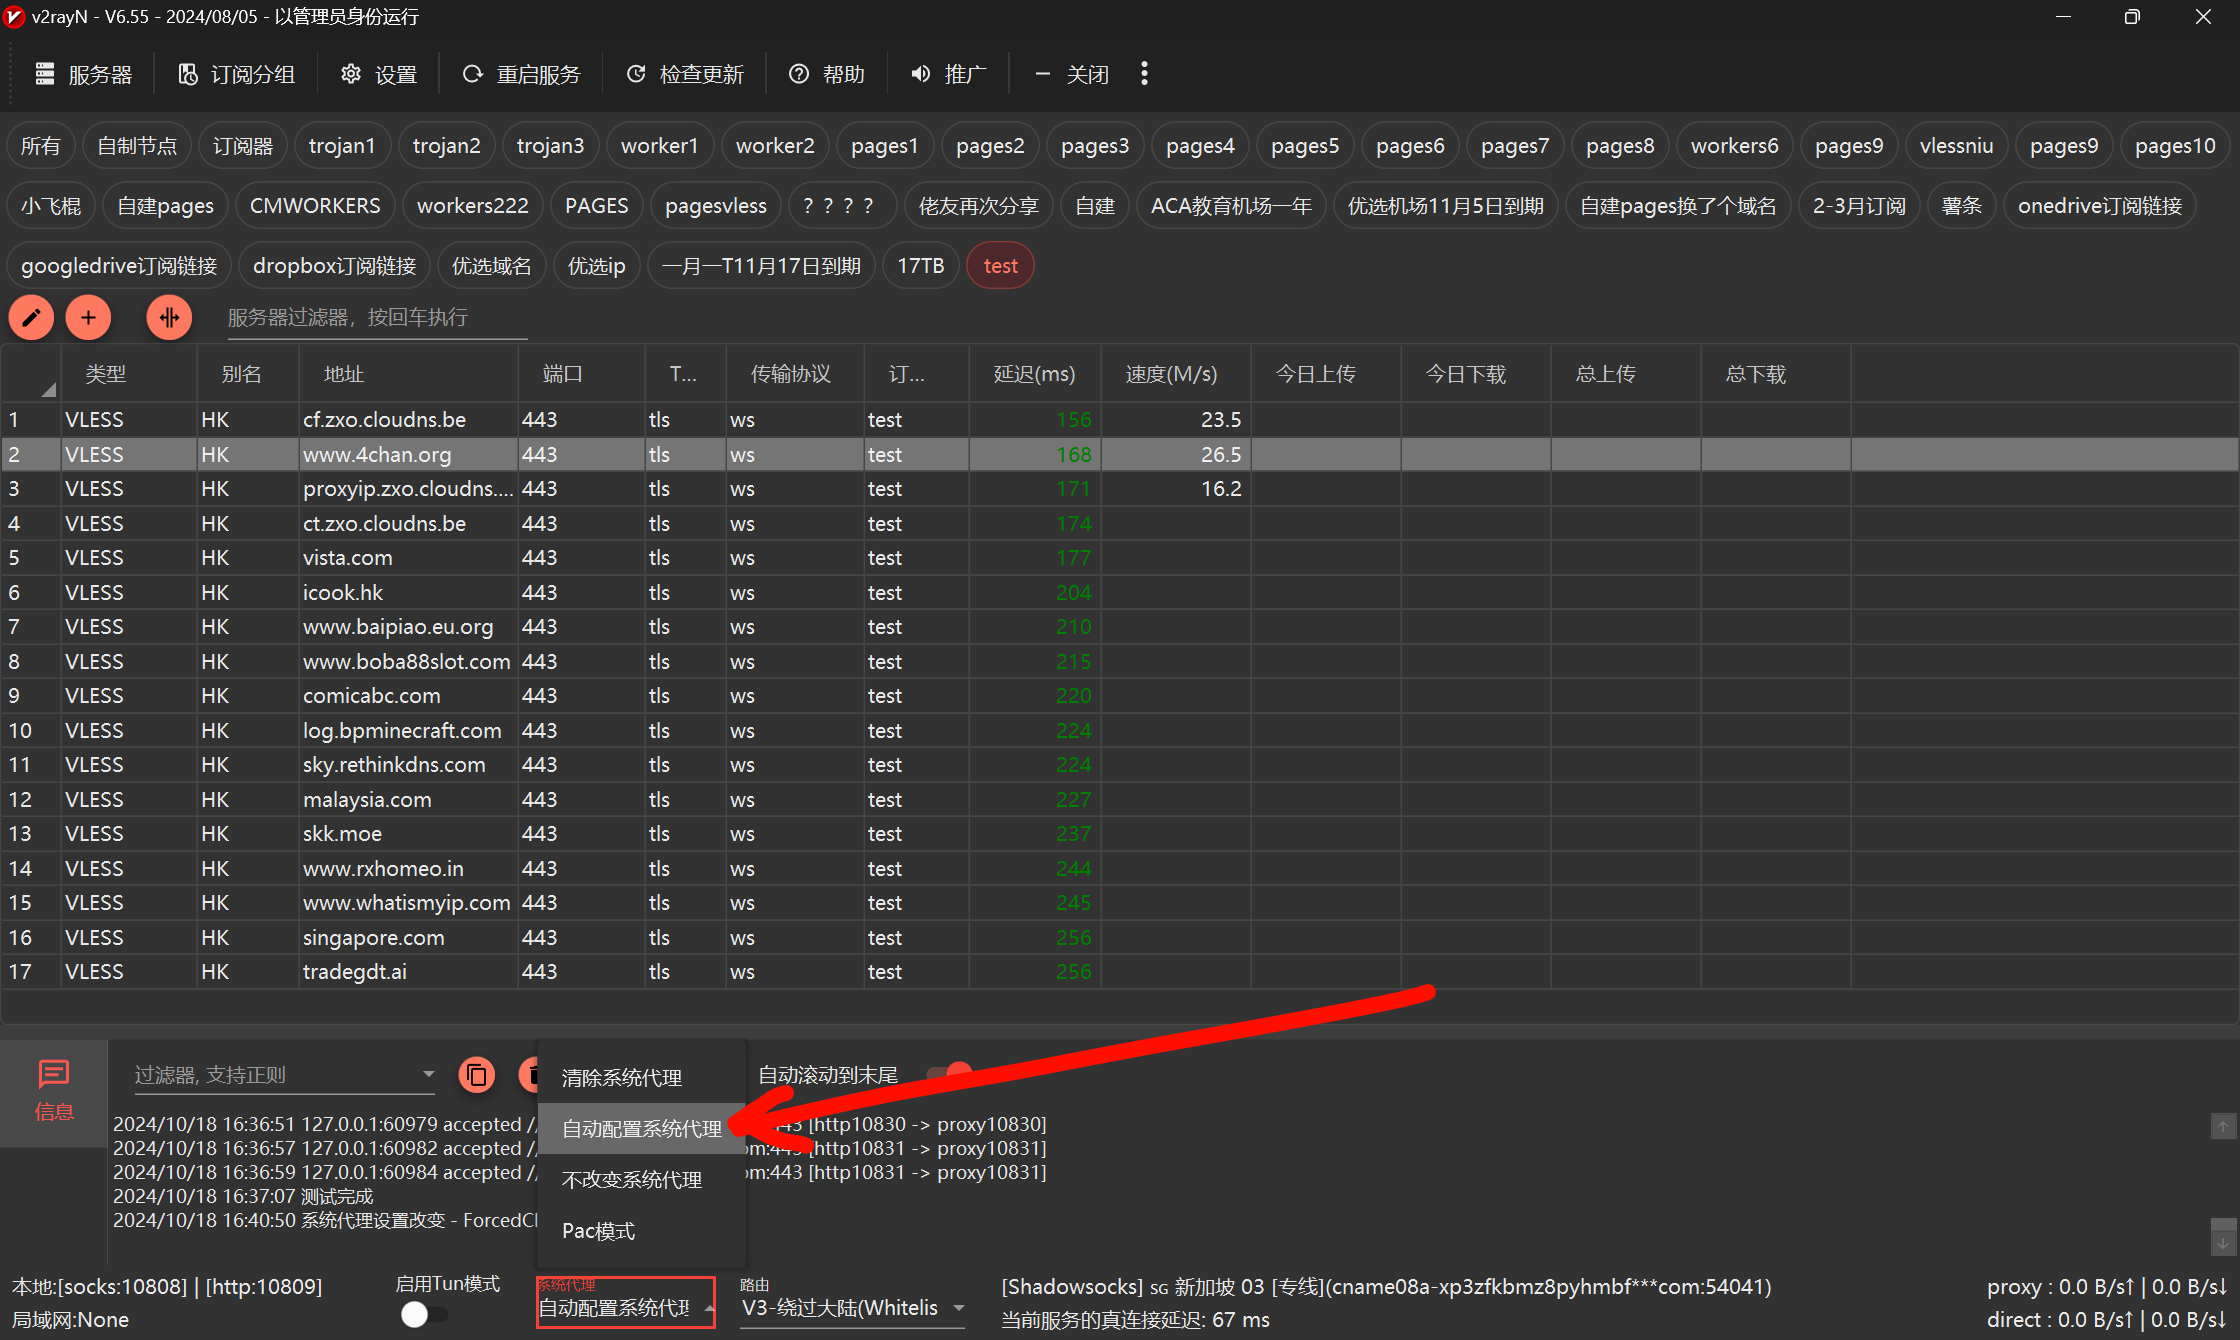 v2rayN - V6.55 - 2024/08/05 - 以管理员身份运行
服务器 订阅分组 设置 重启服务 检查更新 帮助 推广 关闭
所有 自制节点 订阅器 trojan1 trojan2 trojan3 worker1 worker2 pages1 pages2 pages3 pages4 pages5 pages6 pages7 pages8 workers6 pages9 vlessniu pages9 pages10
小飞棍 自建pages CMWORKERS workers222 PAGES pagesvless ？？？？ 佬友再次分享 自建 ACA教育机场一年 优选机场11月5日到期 自建pages换了个域名 2-3月订阅 薯条 onedrive订阅链接
googledrive订阅链接 dropbox订阅链接 优选域名 优选ip 一月一T11月17日到期 17TB test
服务器过滤器，按回车执行
类型 别名 地址 端口 T... 传输协议 订... 延迟(ms) 速度(M/s) 今日上传 今日下载 总上传 总下载
1 VLESS HK cf.zxo.cloudns.be 443 tls ws test 156 23.5
2 VLESS HK www.4chan.org 443 tls ws test 168 26.5
3 VLESS HK proxyip.zxo.cloudns.... 443 tls ws test 171 16.2
4 VLESS HK ct.zxo.cloudns.be 443 tls ws test 174
5 VLESS HK vista.com 443 tls ws test 177
6 VLESS HK icook.hk 443 tls ws test 204
7 VLESS HK www.baipiao.eu.org 443 tls ws test 210
8 VLESS HK www.boba88slot.com 443 tls ws test 215
9 VLESS HK comicabc.com 443 tls ws test 220
10 VLESS HK log.bpminecraft.com 443 tls ws test 224
11 VLESS HK sky.rethinkdns.com 443 tls ws test 224
12 VLESS HK malaysia.com 443 tls ws test 227
13 VLESS HK skk.moe 443 tls ws test 237
14 VLESS HK www.rxhomeo.in 443 tls ws test 244
15 VLESS HK www.whatismyip.com 443 tls ws test 245
16 VLESS HK singapore.com 443 tls ws test 256
17 VLESS HK tradegdt.ai 443 tls ws test 256
信息
过滤器, 支持正则
自动滚动到末尾
2024/10/18 16:36:51 127.0.0.1:60979 accepted // [http10830 -> proxy10830]
2024/10/18 16:36:57 127.0.0.1:60982 accepted // [http10831 -> proxy10831]
2024/10/18 16:36:59 127.0.0.1:60984 accepted // om:443 [http10831 -> proxy10831]
2024/10/18 16:37:07 测试完成
2024/10/18 16:40:50 系统代理设置改变 - ForcedCl
清除系统代理
自动配置系统代理
不改变系统代理
Pac模式
本地:[socks:10808] | [http:10809]
局域网:None
启用Tun模式
系统代理
自动配置系统代理
路由
V3-绕过大陆(Whitelis
[Shadowsocks] SG 新加坡 03 [专线](cname08a-xp3zfkbmz8pyhmbf***com:54041)
当前服务的真连接延迟: 67 ms
proxy : 0.0 B/s↑ | 0.0 B/s↓
direct : 0.0 B/s↑ | 0.0 B/s↓